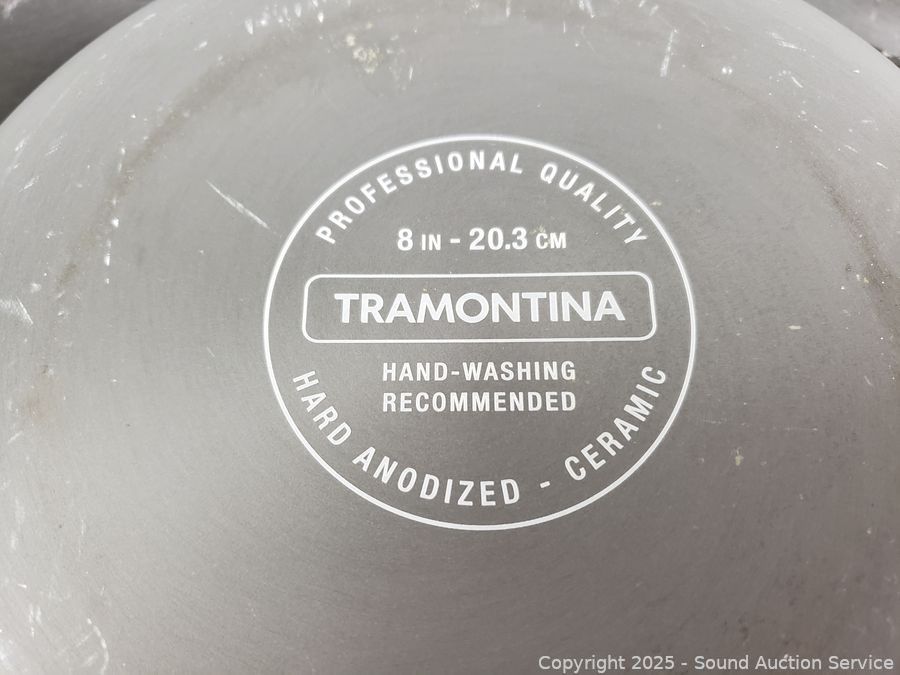 PROFESSIONAL QUALITY
8 IN - 20.3 CM
TRAMONTINA
HAND-WASHING
RECOMMENDED
HARD ANODIZED - CERAMIC
Copyright 2025 - Sound Auction Service